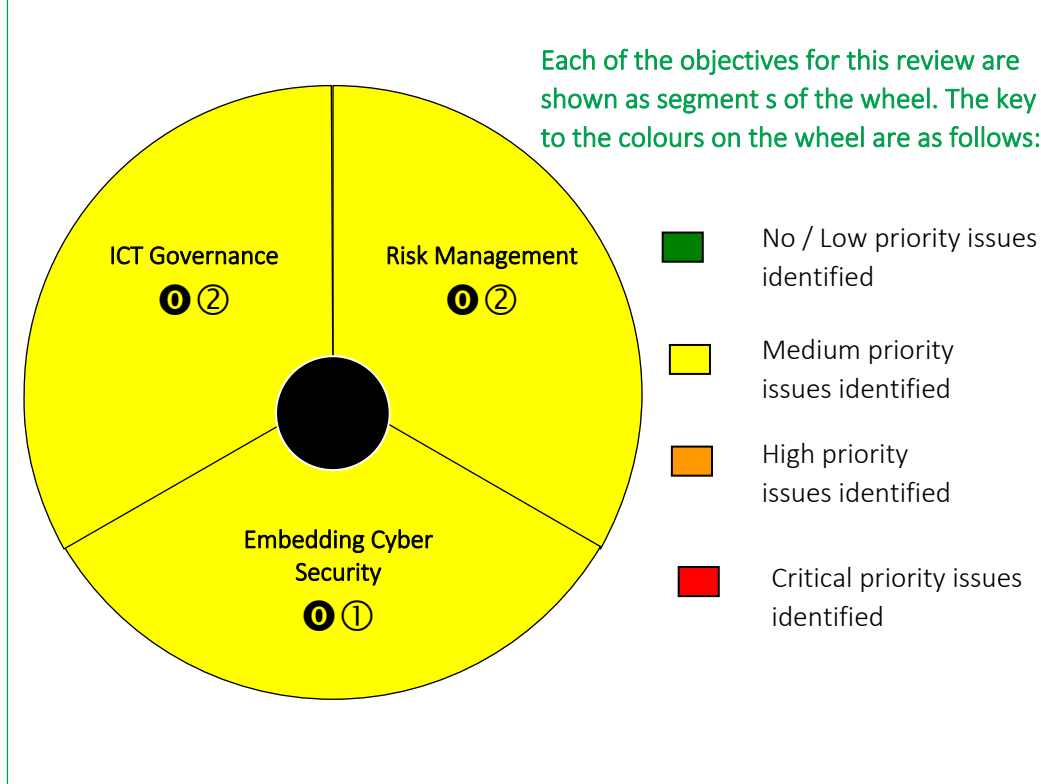 Each of the objectives for this review are
shown as segment s of the wheel. The key
to the colours on the wheel are as follows:
ICT Governance
⓿ ②
Risk Management
⓿ ②
Embedding Cyber
Security
⓿ ①
No / Low priority issues
identified
Medium priority
issues identified
High priority
issues identified
Critical priority issues
identified